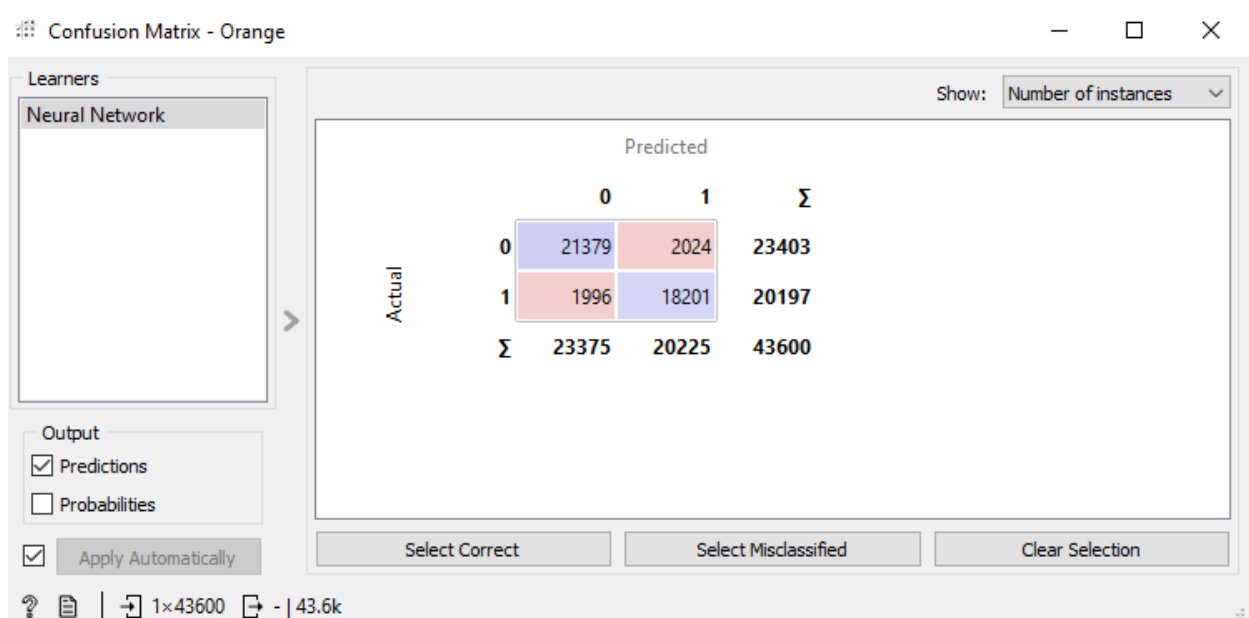 Confusion Matrix - Orange
Learners
Neural Network
Show: Number of instances
Predicted
0 1 Σ
0 21379 2024 23403
Actual
1 1996 18201 20197
Σ 23375 20225 43600
Output
Predictions
Probabilities
Apply Automatically
Select Correct Select Misclassified Clear Selection
? 1×43600 - | 43.6k